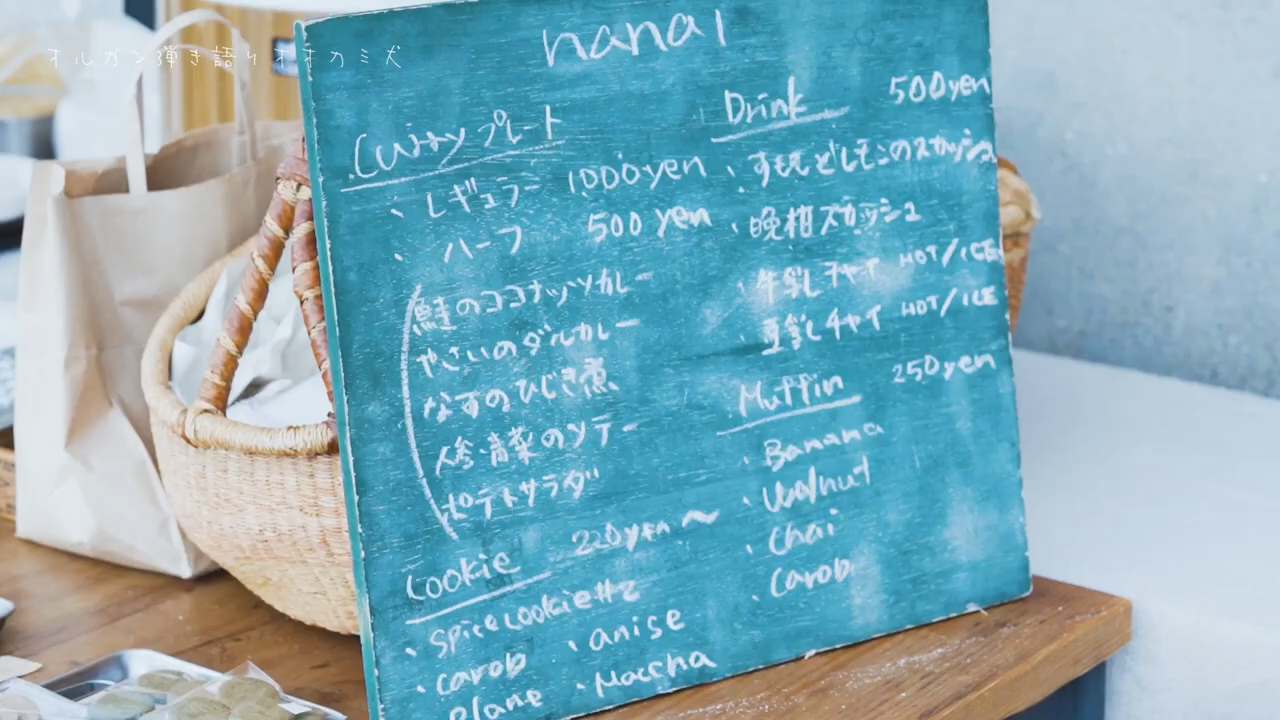 オルガン弾き語りオオカミ犬
nanai
Curry プレート
、レギュラー 1000yen
、ハーフ 500yen
鮭のココナッツカレー
やさいのダルカレー
なすのひじき煮
人参・青菜のソテー
ポテトサラダ
Cookie 220yen〜
、spice cookie #2
、carob 、anise
plane 、Maccha
Drink 500yen
、すももとしそこのスカッシュ
、晩柑スカッシュ
、牛乳チャイ HOT/ICE
、豆乳チャイ HOT/ICE
Muffin 250yen
、Banana
、Walnut
、Chai
、Carob